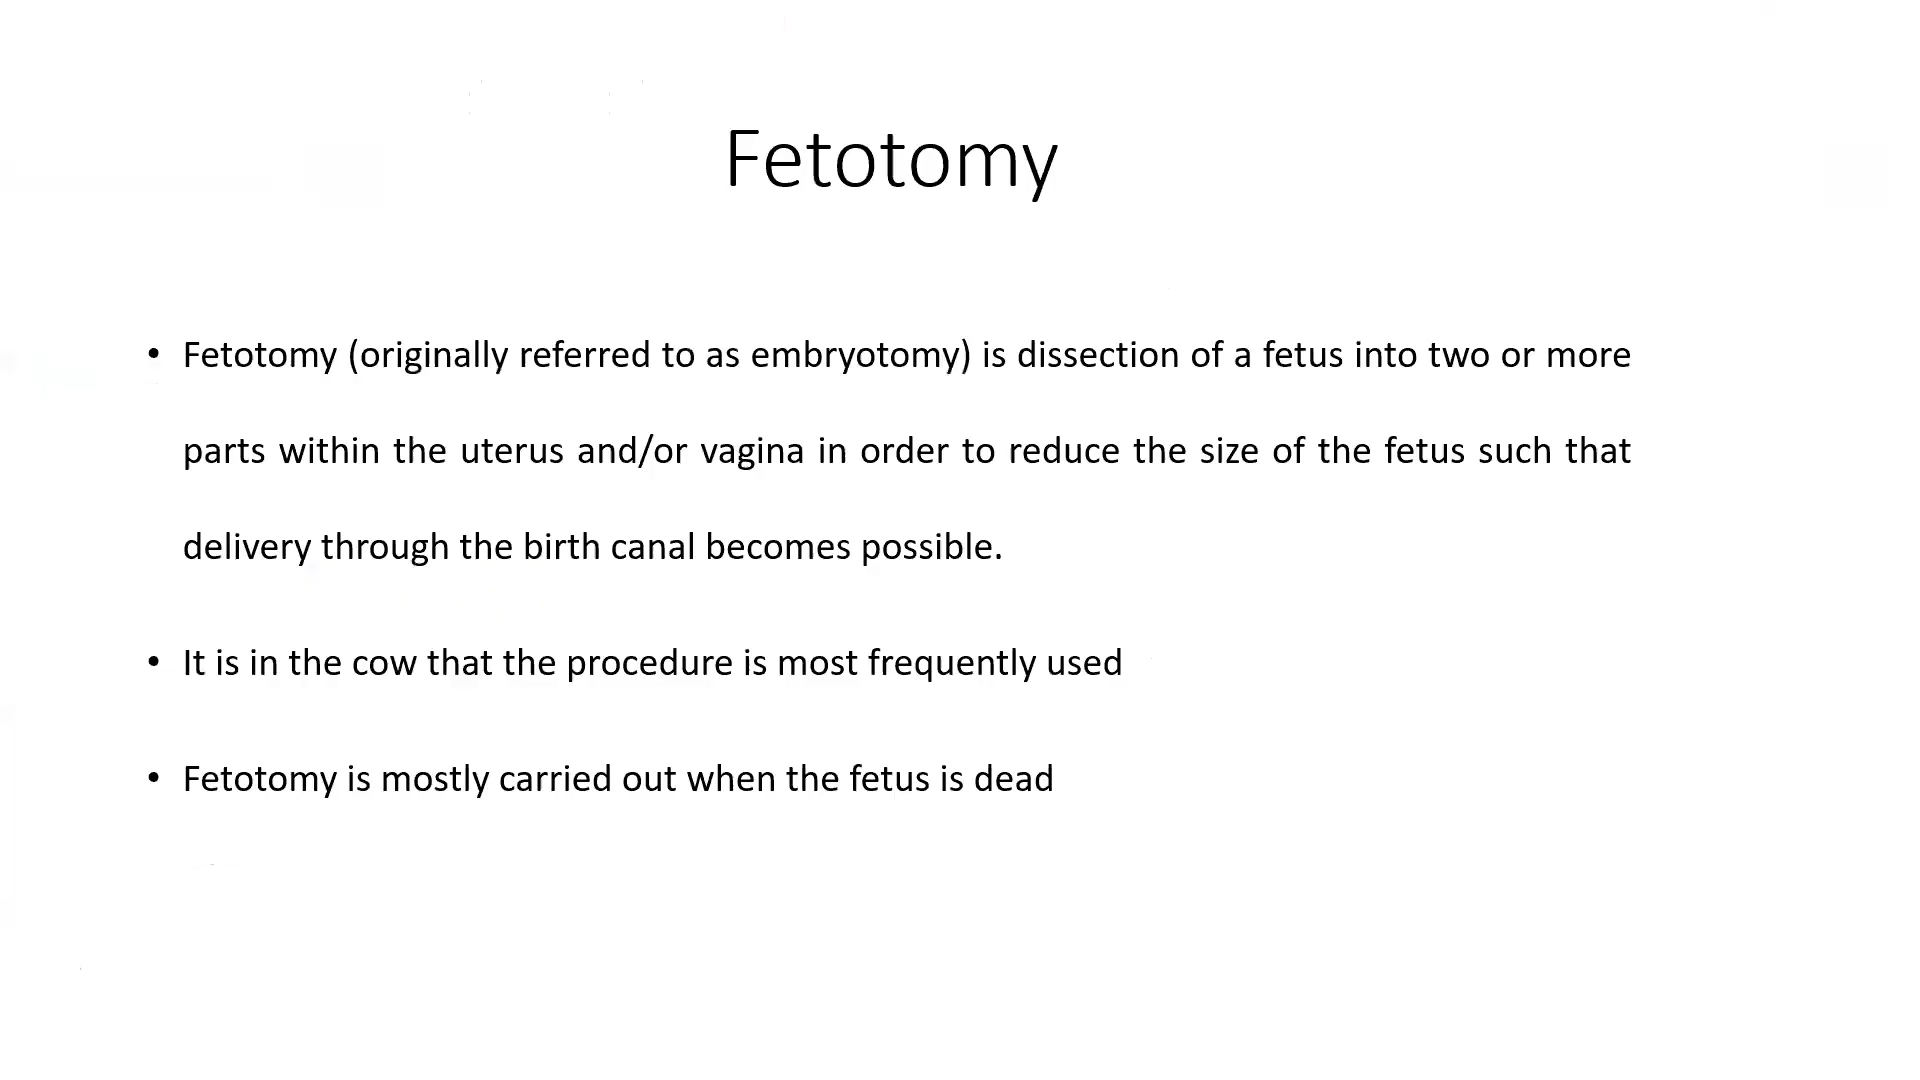 Fetotomy
• Fetotomy (originally referred to as embryotomy) is dissection of a fetus into two or more
parts within the uterus and/or vagina in order to reduce the size of the fetus such that
delivery through the birth canal becomes possible.
• It is in the cow that the procedure is most frequently used
• Fetotomy is mostly carried out when the fetus is dead